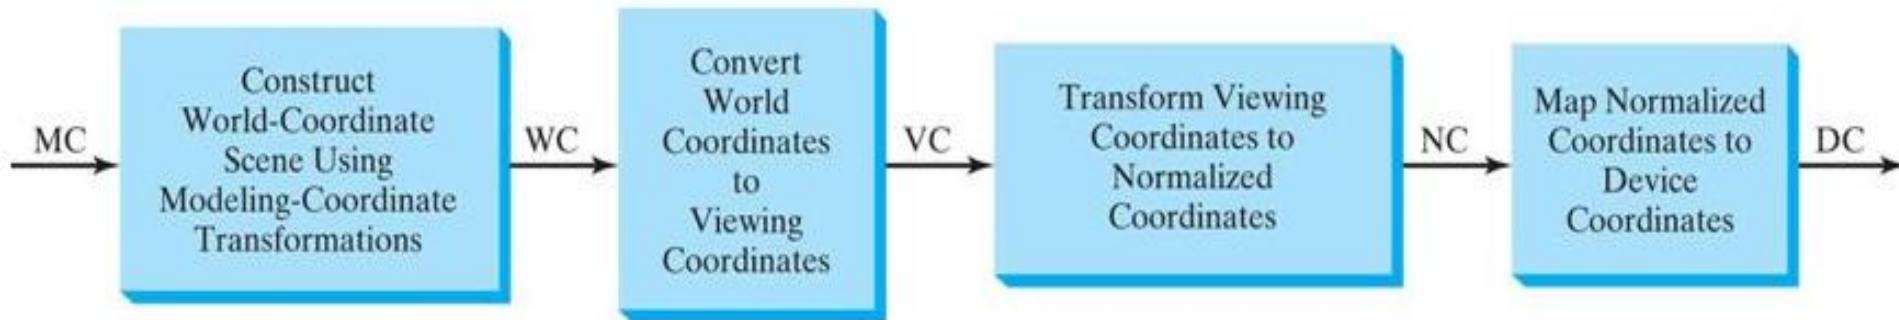 MC
Construct
World-Coordinate
Scene Using
Modeling-Coordinate
Transformations
WC
Convert
World
Coordinates
to
Viewing
Coordinates
VC
Transform Viewing
Coordinates to
Normalized
Coordinates
NC
Map Normalized
Coordinates to
Device
Coordinates
DC